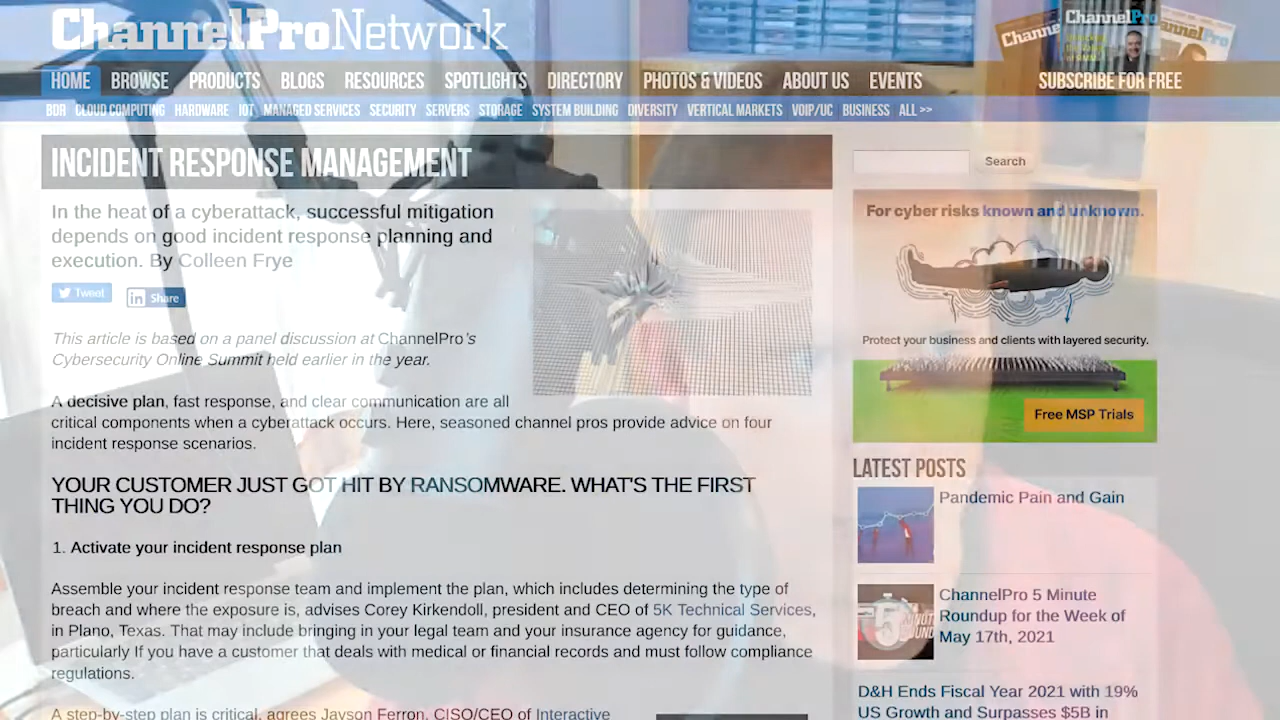 ChannelProNetwork
HOME BROWSE PRODUCTS BLOGS RESOURCES SPOTLIGHTS DIRECTORY PHOTOS & VIDEOS ABOUT US EVENTS SUBSCRIBE FOR FREE
BDR CLOUD COMPUTING HARDWARE IOT MANAGED SERVICES SECURITY SERVERS STORAGE SYSTEM BUILDING DIVERSITY VERTICAL MARKETS VOIP/UC BUSINESS ALL >>
INCIDENT RESPONSE MANAGEMENT
In the heat of a cyberattack, successful mitigation
depends on good incident response planning and
execution. By Colleen Frye
Tweet
Share
This article is based on a panel discussion at ChannelPro's
Cybersecurity Online Summit held earlier in the year.
A decisive plan, fast response, and clear communication are all
critical components when a cyberattack occurs. Here, seasoned channel pros provide advice on four
incident response scenarios.
YOUR CUSTOMER JUST GOT HIT BY RANSOMWARE. WHAT'S THE FIRST
THING YOU DO?
1. Activate your incident response plan
Assemble your incident response team and implement the plan, which includes determining the type of
breach and where the exposure is, advises Corey Kirkendoll, president and CEO of 5K Technical Services,
in Plano, Texas. That may include bringing in your legal team and your insurance agency for guidance,
particularly If you have a customer that deals with medical or financial records and must follow compliance
regulations.
A step-by-step plan is critical, agrees Jayson Ferron, CISO/CEO of Interactive
Search
For cyber risks known and unknown.
Protect your business and clients with layered security.
Free MSP Trials
LATEST POSTS
Pandemic Pain and Gain
ChannelPro 5 Minute
Roundup for the Week of
May 17th, 2021
D&H Ends Fiscal Year 2021 with 19%
US Growth and Surpasses $5B in